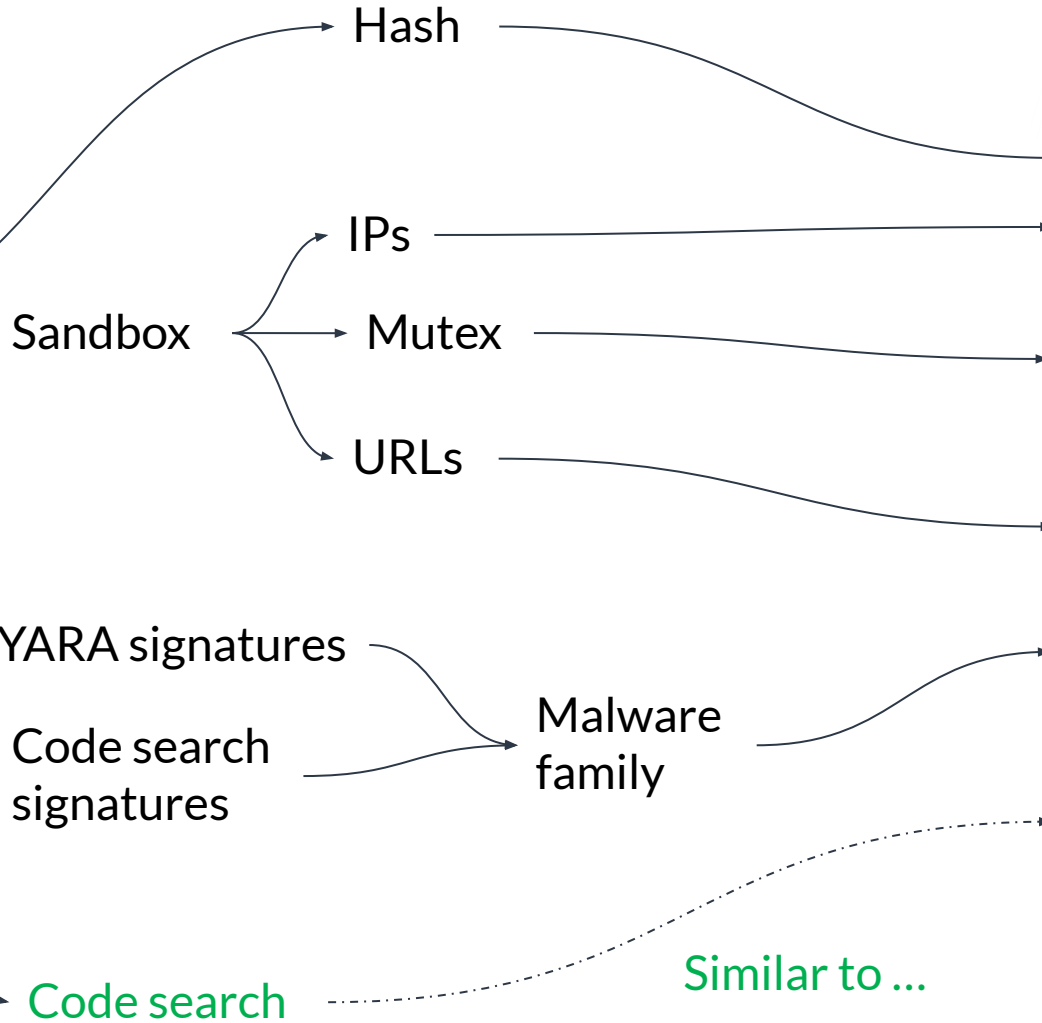 Hash
IPs
Sandbox
Mutex
URLs
YARA signatures
Malware
family
Code search
signatures
Similar to ...
Code search